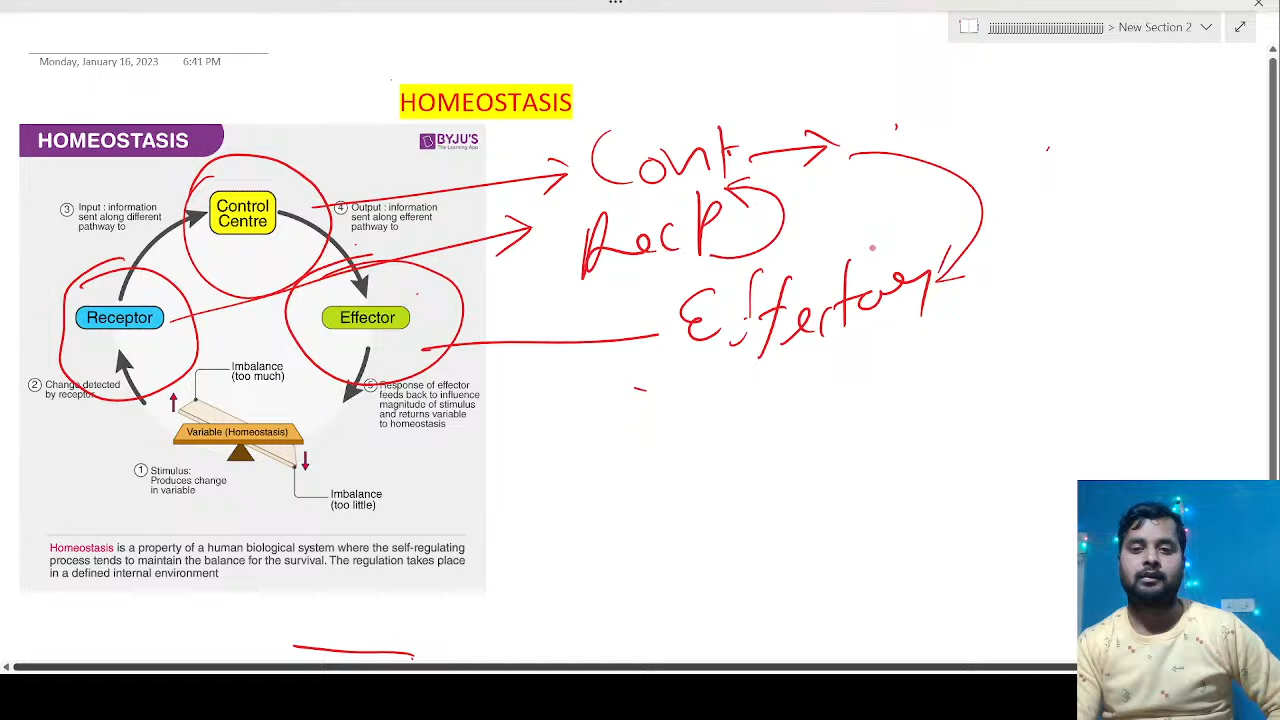 jjjjjjjjjjjjjjjjjjjjjjjjjjjjjjjjjjj > New Section 2
Monday, January 16, 2023 6:41 PM
HOMEOSTASIS
HOMEOSTASIS
BYJU'S
The Learning App
Control
Centre
3 Input : information
sent along different
pathway to
4 Output : information
sent along efferent
pathway to
Receptor
Effector
2 Change detected
by receptor
Imbalance
(too much)
5 Response of effector
feeds back to influence
magnitude of stimulus
and returns variable
to homeostasis
Variable (Homeostasis)
1 Stimulus:
Produces change
in variable
Imbalance
(too little)
Homeostasis is a property of a human biological system where the self-regulating
process tends to maintain the balance for the survival. The regulation takes place
in a defined internal environment
Cont
Recp